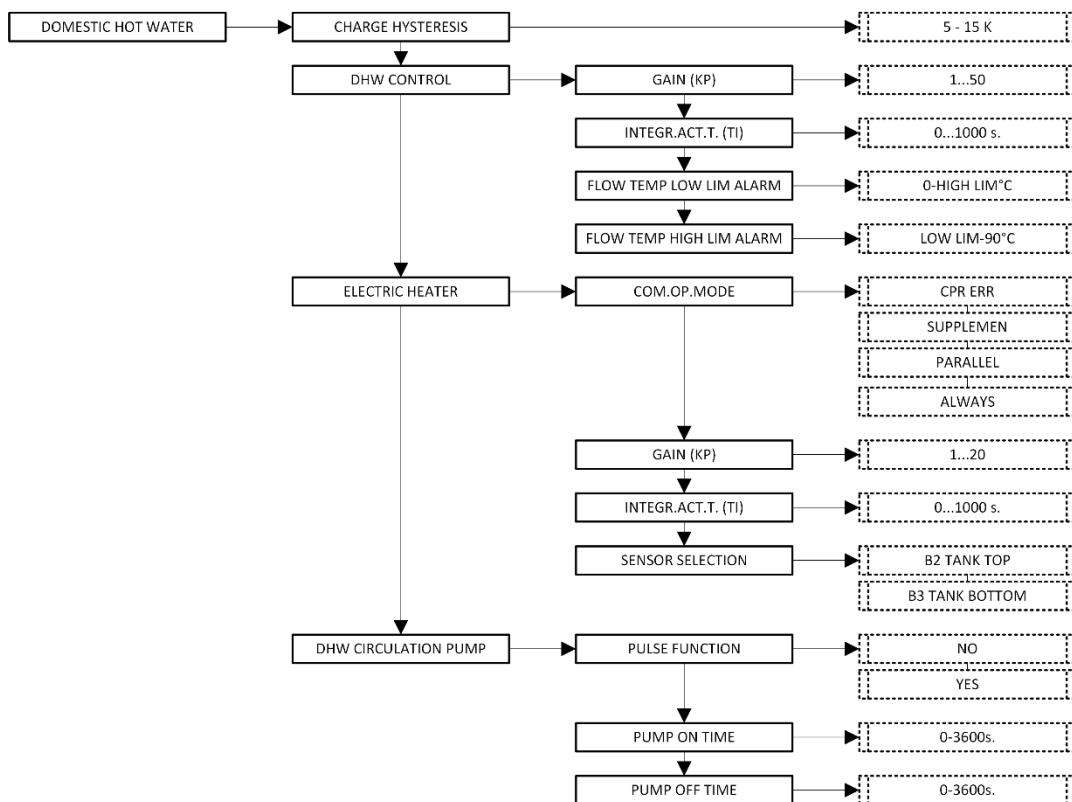 DOMESTIC HOT WATER
CHARGE HYSTERESIS
5 - 15 K
DHW CONTROL
GAIN (KP)
1...50
INTEGR.ACT.T. (TI)
0...1000 s.
FLOW TEMP LOW LIM ALARM
0-HIGH LIM°C
FLOW TEMP HIGH LIM ALARM
LOW LIM-90°C
ELECTRIC HEATER
COM.OP.MODE
CPR ERR
SUPPLEMEN
PARALLEL
ALWAYS
GAIN (KP)
1...20
INTEGR.ACT.T. (TI)
0...1000 s.
SENSOR SELECTION
B2 TANK TOP
B3 TANK BOTTOM
DHW CIRCULATION PUMP
PULSE FUNCTION
NO
YES
PUMP ON TIME
0-3600s.
PUMP OFF TIME
0-3600s.